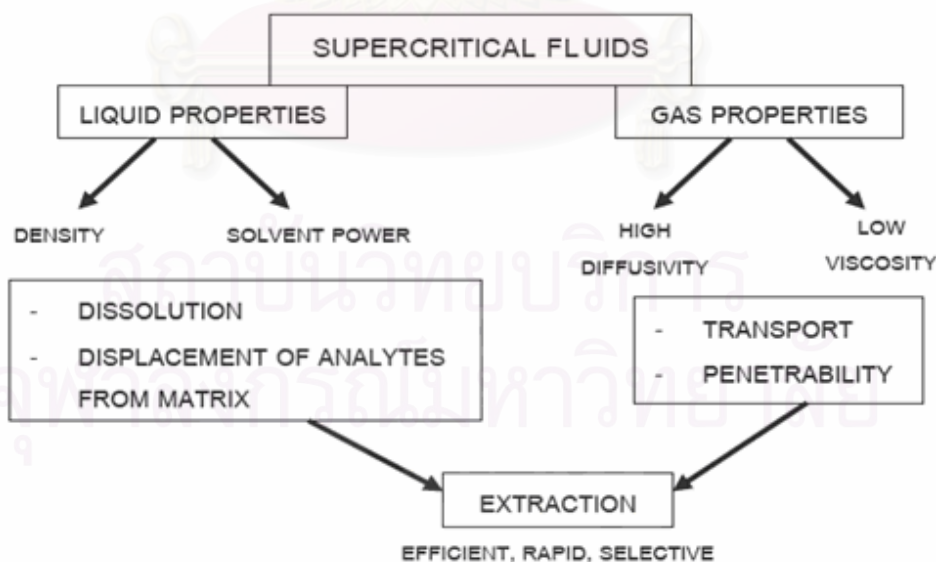 SUPERCRITICAL FLUIDS
LIQUID PROPERTIES
GAS PROPERTIES
DENSITY
SOLVENT POWER
HIGH DIFFUSIVITY
LOW VISCOSITY
- DISSOLUTION
- DISPLACEMENT OF ANALYTES
FROM MATRIX
- TRANSPORT
- PENETRABILITY
EXTRACTION
EFFICIENT, RAPID, SELECTIVE
สถาบันวิทยบริการ
จุฬาลงกรณ์มหาวิทยาลัย